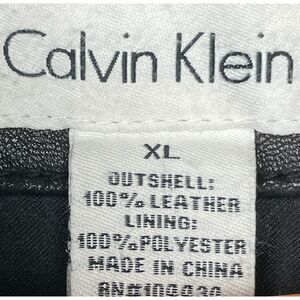 Calvin Klein
XL
OUTSHELL:
100% LEATHER
LINING:
100% POLYESTER
MADE IN CHINA